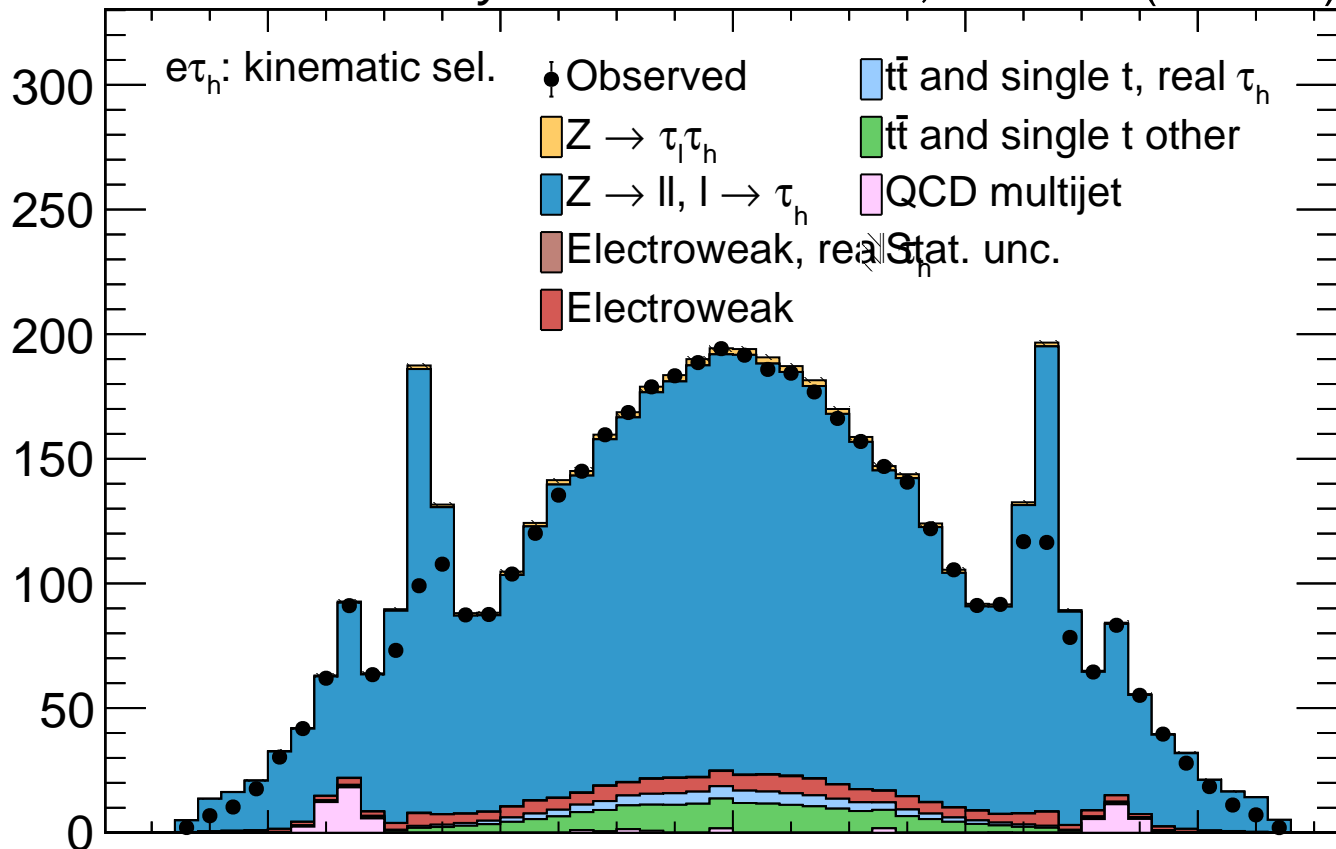 eτh: kinematic sel.
Observed
Z → τlτh
Z → ll, l → τh
Electroweak, real τh
Electroweak
tt̄ and single t, real τh
tt̄ and single t other
QCD multijet
Stat. unc.
300
250
200
150
100
50
0